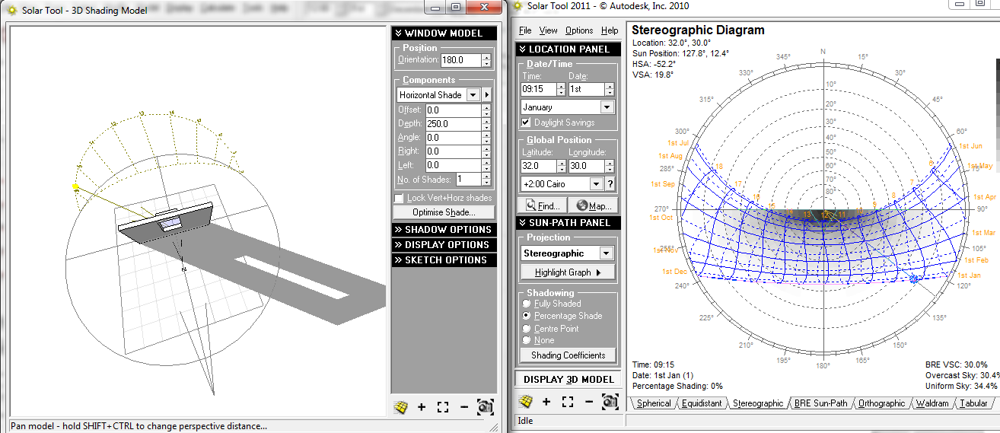 Solar Tool - 3D Shading Model
WINDOW MODEL
Position
Orientation: 180.0
Components
Horizontal Shade
Offset: 0.0
Depth: 250.0
Angle: 0.0
Right: 0.0
Left: 0.0
No. of Shades: 1
Lock Vert+Horz shades
Optimise Shade...
SHADOW OPTIONS
DISPLAY OPTIONS
SKETCH OPTIONS
N
Pan model - hold SHIFT+CTRL to change perspective distance...
Solar Tool 2011 - © Autodesk, Inc. 2010
File View Options Help
LOCATION PANEL
Date/Time
Time: Date:
09:15 1st
January
Daylight Savings
Global Position
Latitude: Longitude:
32.0 30.0
+2:00 Cairo ?
Find... Map...
SUN-PATH PANEL
Projection
Stereographic
Highlight Graph
Shadowing
Fully Shaded
Percentage Shade
Centre Point
None
Shading Coefficients
DISPLAY 3D MODEL
Idle
Stereographic Diagram
Location: 32.0°, 30.0°
Sun Position: 127.8°, 12.4°
HSA: -52.2°
VSA: 19.8°
N
345° 15°
330° 30°
315° 45°
300° 60°
285°
270° 90°
255° 105°
240° 120°
225° 135°
210° 150°
195° 165°
180°
10°
20°
30°
40°
50°
60°
70°
80°
1st Jul 1st Jun
1st Aug 1st May
1st Sep 1st Apr
1st Oct 1st Mar
1st Nov 1st Feb
1st Dec 1st Jan
18 17 16 15 14 13 12 11 10 9 8 7 6
Time: 09:15
Date: 1st Jan (1)
Percentage Shading: 0%
BRE VSC: 30.0%
Overcast Sky: 30.4%
Uniform Sky: 34.4%
Spherical Equidistant Stereographic BRE Sun-Path Orthographic Waldram Tabular